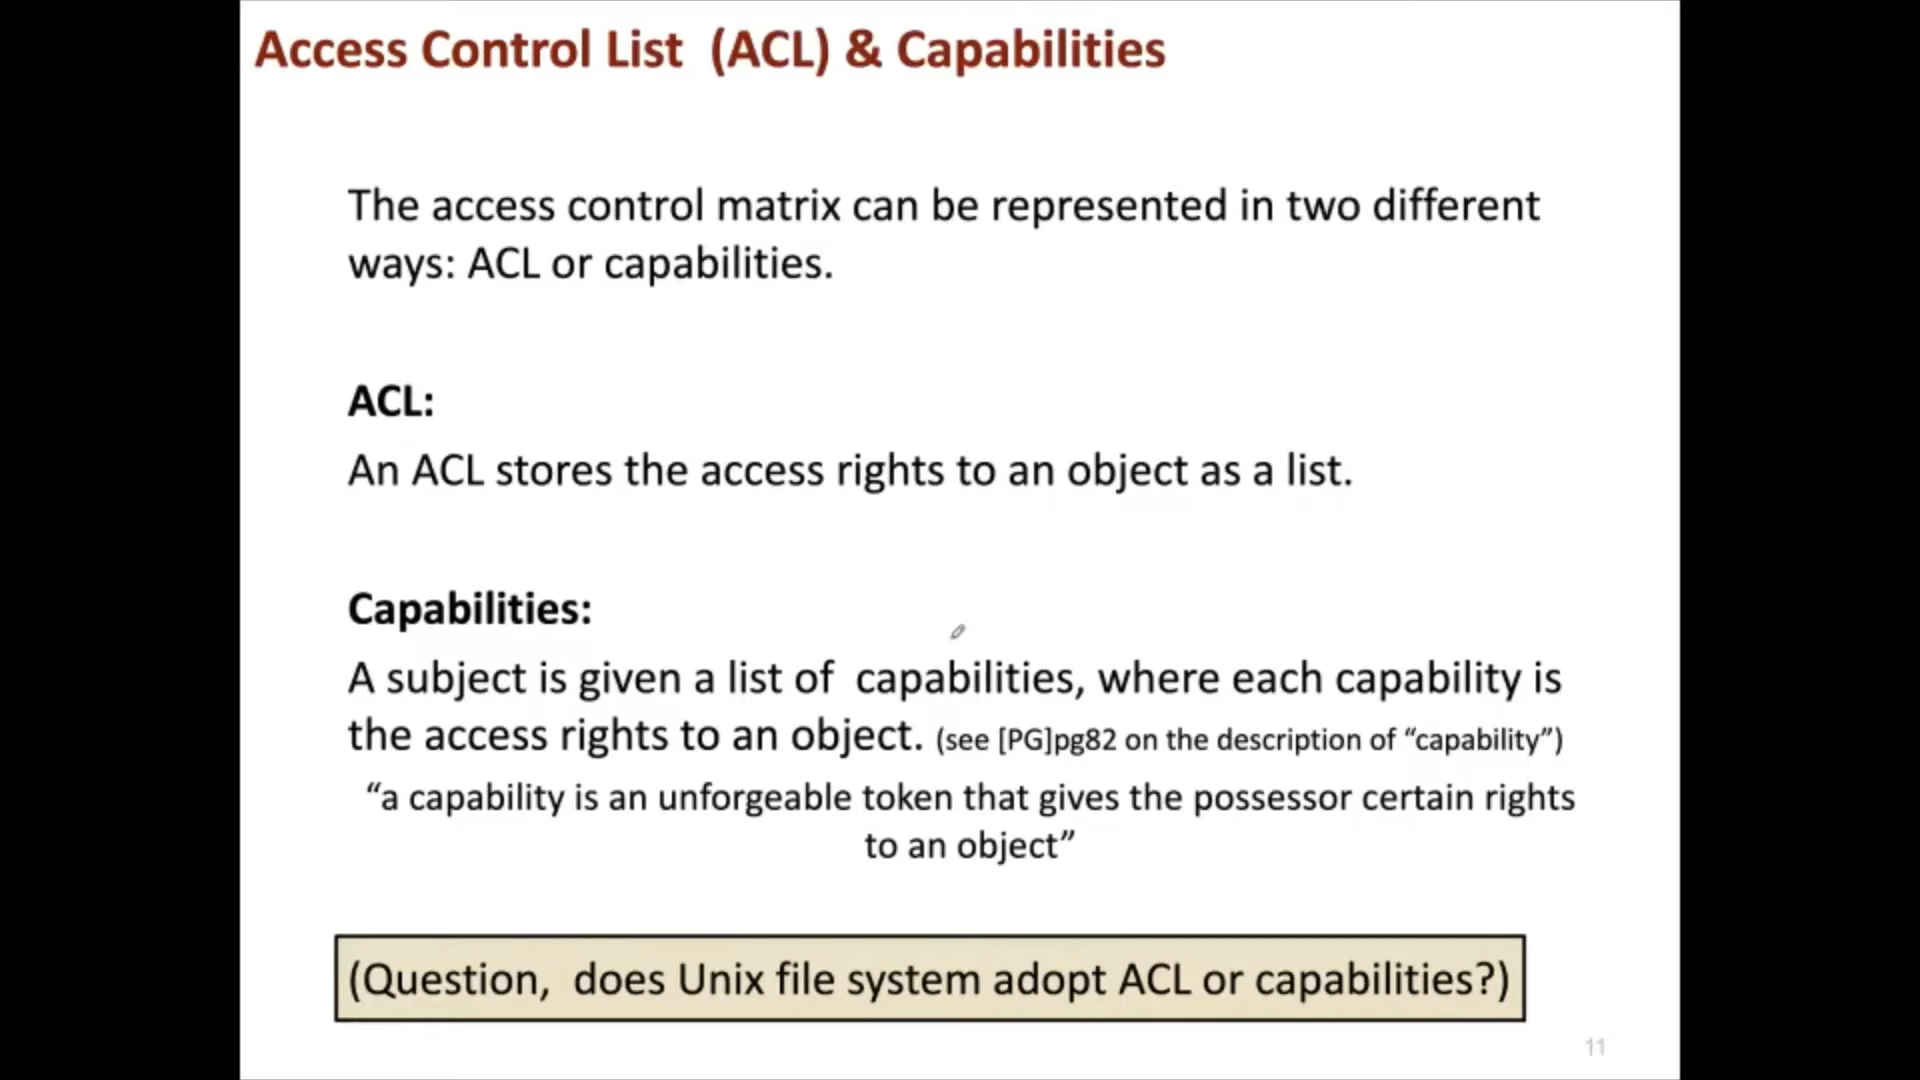 Access Control List  (ACL) & Capabilities
The access control matrix can be represented in two different
ways: ACL or capabilities.
ACL:
An ACL stores the access rights to an object as a list.
Capabilities:
A subject is given a list of  capabilities, where each capability is
the access rights to an object. (see [PG]pg82 on the description of “capability”)
“a capability is an unforgeable token that gives the possessor certain rights
to an object”
(Question,  does Unix file system adopt ACL or capabilities?)
11